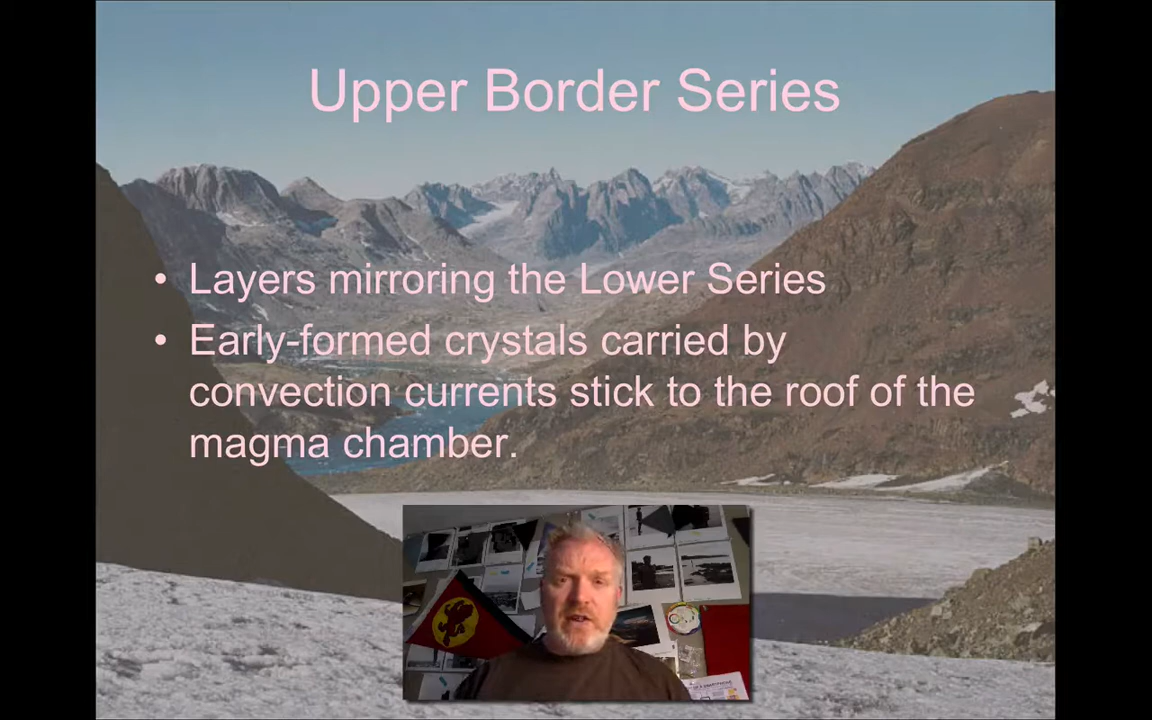 Upper Border Series
• Layers mirroring the Lower Series
• Early-formed crystals carried by
convection currents stick to the roof of the
magma chamber.